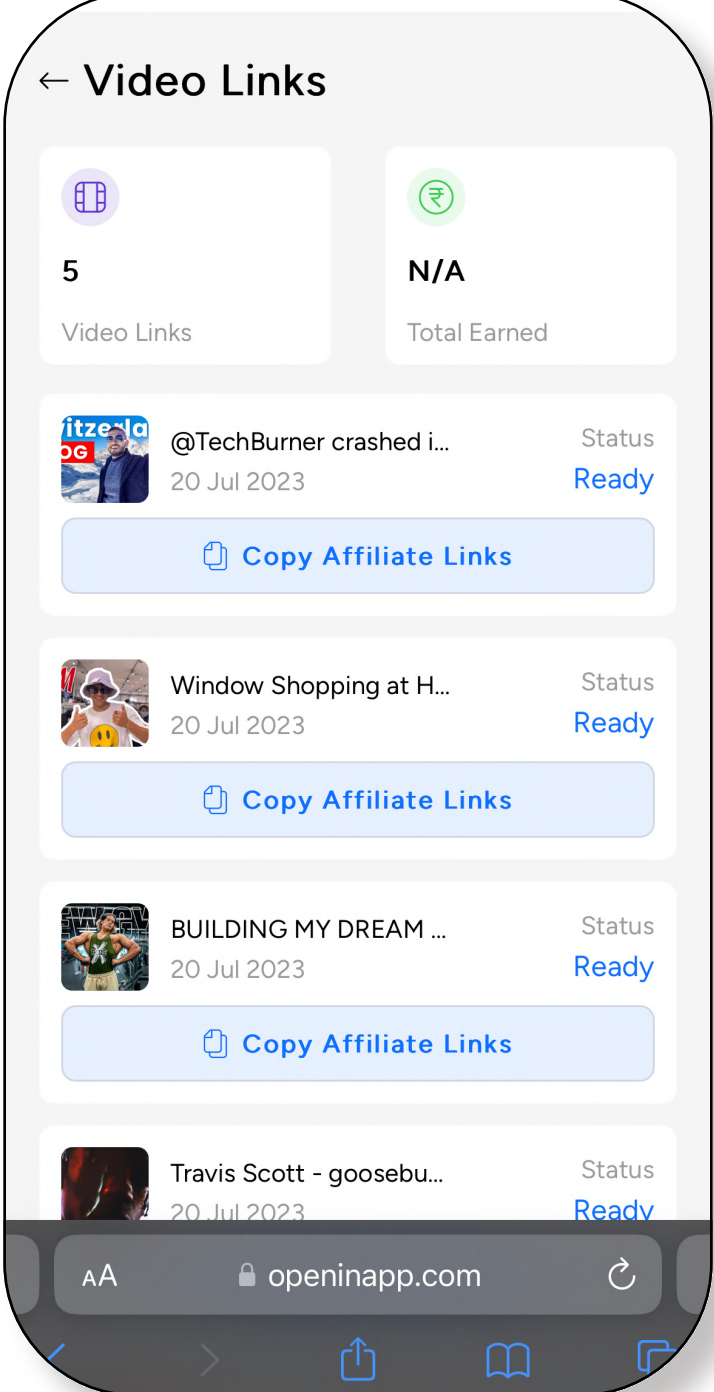 ← Video Links
5
Video Links
₹
N/A
Total Earned
itzerla
OG
@TechBurner crashed i...
20 Jul 2023
Status
Ready
Copy Affiliate Links
Window Shopping at H...
20 Jul 2023
Status
Ready
Copy Affiliate Links
BUILDING MY DREAM ...
20 Jul 2023
Status
Ready
Copy Affiliate Links
Travis Scott - goosebu...
20 Jul 2023
Status
Ready
AA
openinapp.com